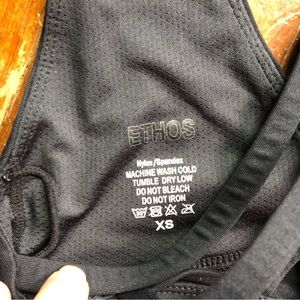 ETHOS
Nylon/Spandex
MACHINE WASH COLD
TUMBLE DRY LOW
DO NOT BLEACH
DO NOT IRON
XS